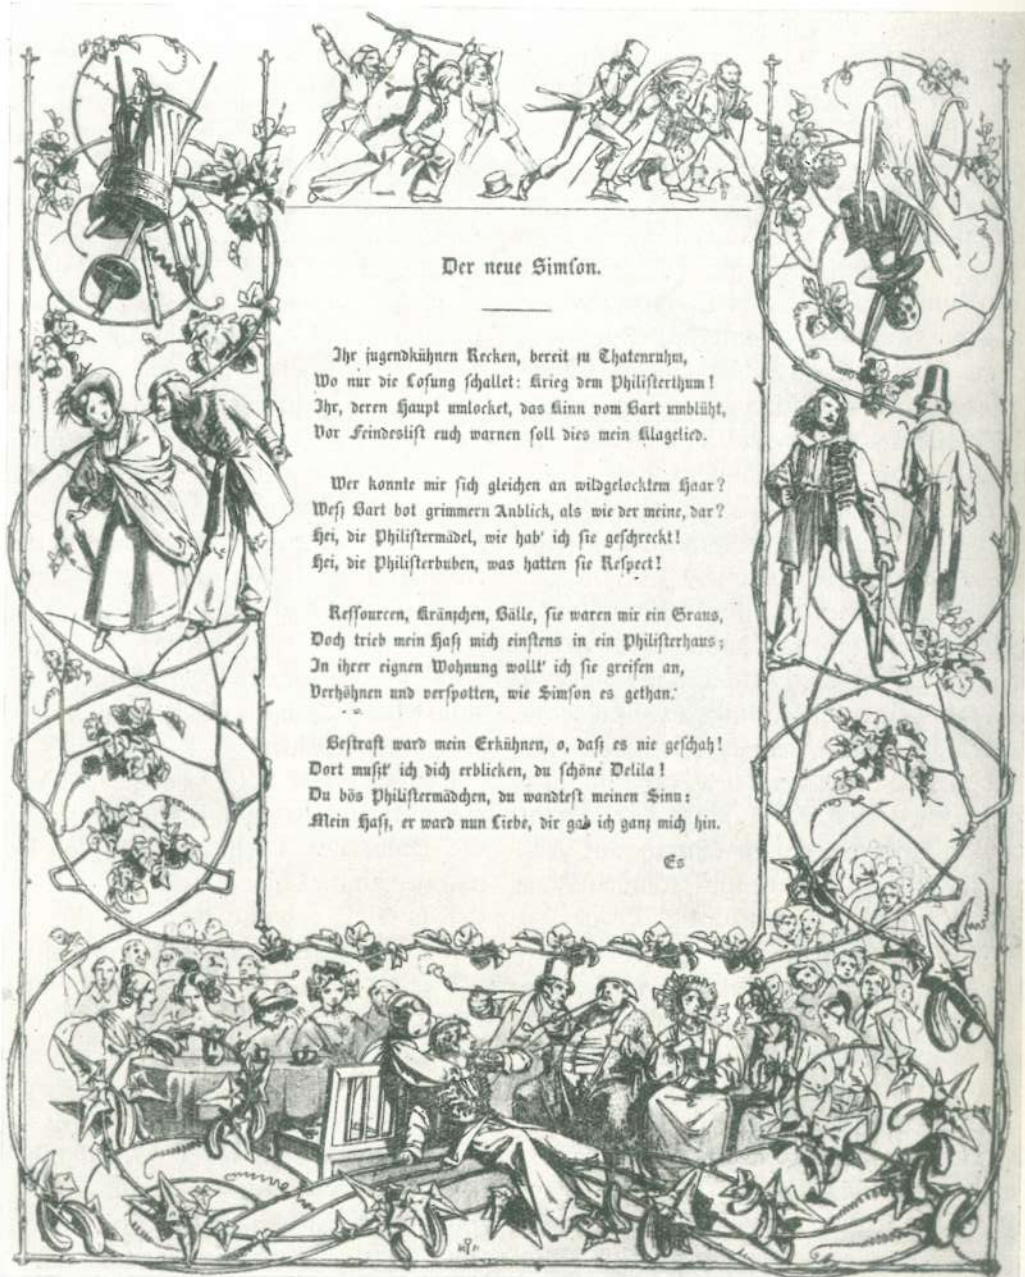 Der neue Simſon.
Ihr jugendkühnen Recken, bereit zu Thatenruhm,
Wo nur die Loſung ſchallet: Krieg dem Philiſterthum!
Ihr, deren Haupt umlocket, das Kinn vom Bart umblüht,
Vor Feindesliſt euch warnen ſoll dies mein Klagelied.
Wer konnte mir ſich gleichen an wildgelocktem Haar?
Weß Bart bot grimmern Anblick, als wie der meine, dar?
Hei, die Philiſtermädel, wie hab' ich ſie geſchreckt!
Hei, die Philiſterbuben, was hatten ſie Reſpect!
Reſſourcen, Kränzchen, Bälle, ſie waren mir ein Graus,
Doch trieb mein Haß mich einſtens in ein Philiſterhaus;
In ihrer eignen Wohnung wollt' ich ſie greifen an,
Verhöhnen und verſpotten, wie Simſon es gethan.
Beſtraft ward mein Erkühnen, o, daß es nie geſchah!
Dort mußt' ich dich erblicken, du ſchöne Delila!
Du bös Philiſtermädchen, du wandteſt meinen Sinn:
Mein Haß, er ward nun Liebe, dir gab ich ganz mich hin.
Es